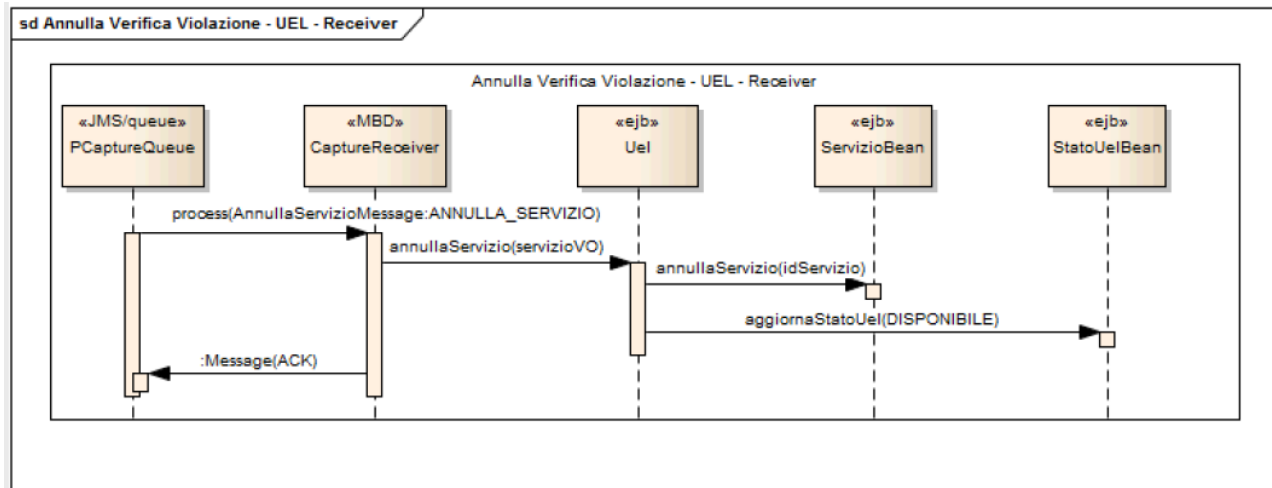 sd Annulla Verifica Violazione - UEL - Receiver
Annulla Verifica Violazione - UEL - Receiver
«JMS/queue»
PCaptureQueue
«MBD»
CaptureReceiver
«ejb»
Uel
«ejb»
ServizioBean
«ejb»
StatoUelBean
process(AnnullaServizioMessage:ANNULLA_SERVIZIO)
annullaServizio(servizioVO)
annullaServizio(idServizio)
aggiornaStatoUel(DISPONIBILE)
:Message(ACK)